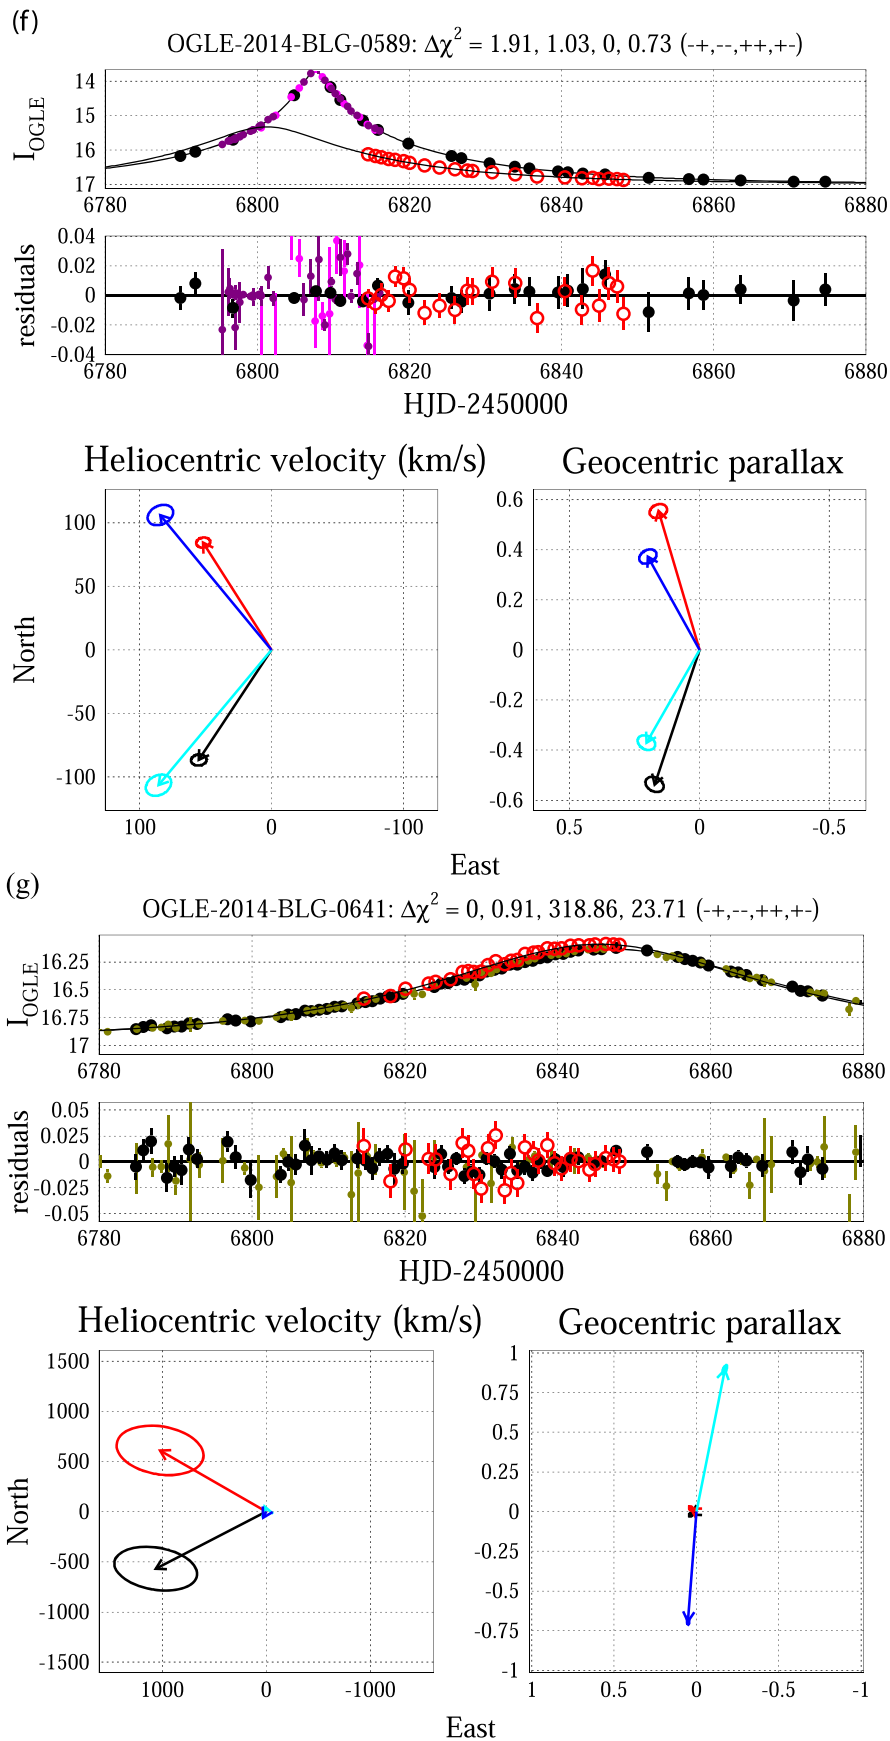 (f)
OGLE-2014-BLG-0589: Δχ² = 1.91, 1.03, 0, 0.73 (-+,--,++,+-)
I_OGLE
14
15
16
17
6780 6800 6820 6840 6860 6880
residuals
0.04
0.02
0
-0.02
-0.04
6780 6800 6820 6840 6860 6880
HJD-2450000
Heliocentric velocity (km/s) Geocentric parallax
North
100
50
0
-50
-100
100 0 -100
0.6
0.4
0.2
0
-0.2
-0.4
-0.6
0.5 0 -0.5
East
(g)
OGLE-2014-BLG-0641: Δχ² = 0, 0.91, 318.86, 23.71 (-+,--,++,+-)
I_OGLE
16.25
16.5
16.75
17
6780 6800 6820 6840 6860 6880
residuals
0.05
0.025
0
-0.025
-0.05
6780 6800 6820 6840 6860 6880
HJD-2450000
Heliocentric velocity (km/s) Geocentric parallax
North
1500
1000
500
0
-500
-1000
-1500
1000 0 -1000
1
0.75
0.5
0.25
0
-0.25
-0.5
-0.75
-1
1 0.5 0 -0.5 -1
East